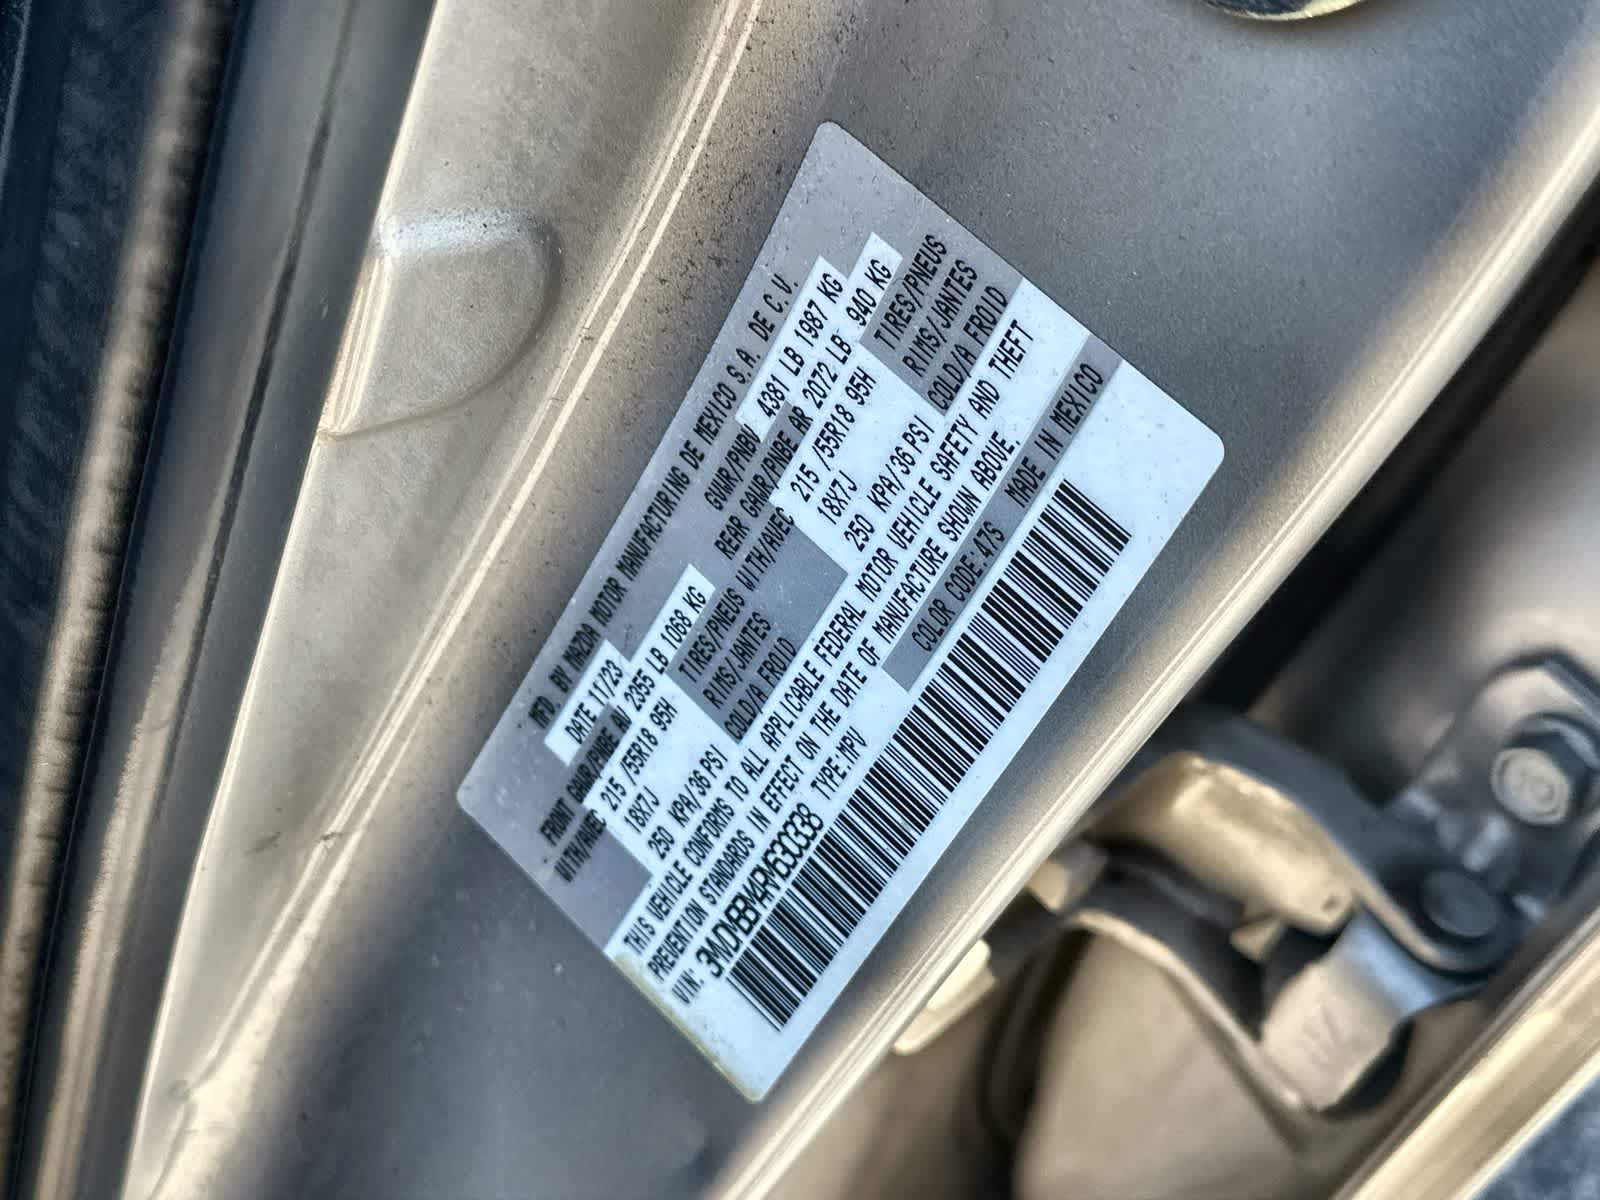 MFD. BY MAZDA MOTOR MANUFACTURING DE MEXICO S.A. DE C.V.
DATE 11/23 GVWR/PNBV 4381 LB 1987 KG
FRONT GAWR/PNBE AV 2355 LB 1068 KG REAR GAWR/PNBE AR 2072 LB 940 KG
WITH/AVEC 215 /55R18 95H TIRES/PNEUS WITH/AVEC 215 /55R18 95H TIRES/PNEUS
18X7J RIMS/JANTES 18X7J RIMS/JANTES
250 KPA/36 PSI COLD/A FROID 250 KPA/36 PSI COLD/A FROID
THIS VEHICLE CONFORMS TO ALL APPLICABLE FEDERAL MOTOR VEHICLE SAFETY AND THEFT
PREVENTION STANDARDS IN EFFECT ON THE DATE OF MANUFACTURE SHOWN ABOVE.
VIN: TYPE:MPV COLOR CODE:47S MADE IN MEXICO